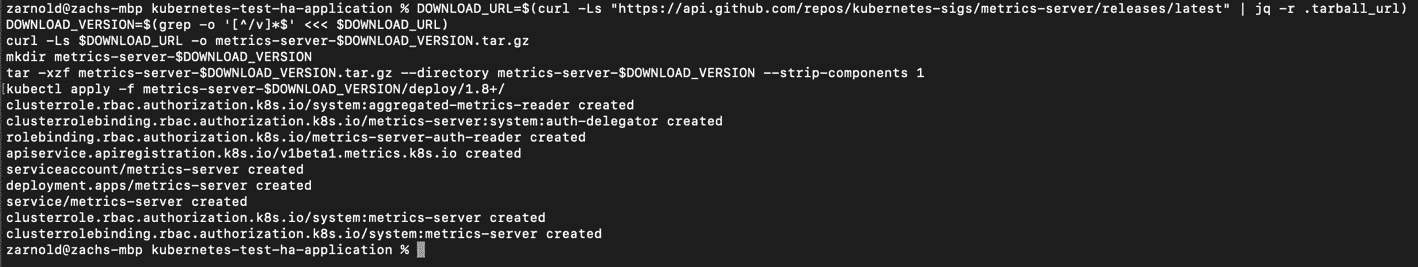 zarnold@zachs-mbp kubernetes-test-ha-application % DOWNLOAD_URL=$(curl -Ls "https://api.github.com/repos/kubernetes-sigs/metrics-server/releases/latest" | jq -r .tarball_url)
DOWNLOAD_VERSION=$(grep -o '[^/v]*$' <<< $DOWNLOAD_URL)
curl -Ls $DOWNLOAD_URL -o metrics-server-$DOWNLOAD_VERSION.tar.gz
mkdir metrics-server-$DOWNLOAD_VERSION
tar -xzf metrics-server-$DOWNLOAD_VERSION.tar.gz --directory metrics-server-$DOWNLOAD_VERSION --strip-components 1
kubectl apply -f metrics-server-$DOWNLOAD_VERSION/deploy/1.8+/
clusterrole.rbac.authorization.k8s.io/system:aggregated-metrics-reader created
clusterrolebinding.rbac.authorization.k8s.io/metrics-server:system:auth-delegator created
rolebinding.rbac.authorization.k8s.io/metrics-server-auth-reader created
apiservice.apiregistration.k8s.io/v1beta1.metrics.k8s.io created
serviceaccount/metrics-server created
deployment.apps/metrics-server created
service/metrics-server created
clusterrole.rbac.authorization.k8s.io/system:metrics-server created
clusterrolebinding.rbac.authorization.k8s.io/system:metrics-server created
zarnold@zachs-mbp kubernetes-test-ha-application %